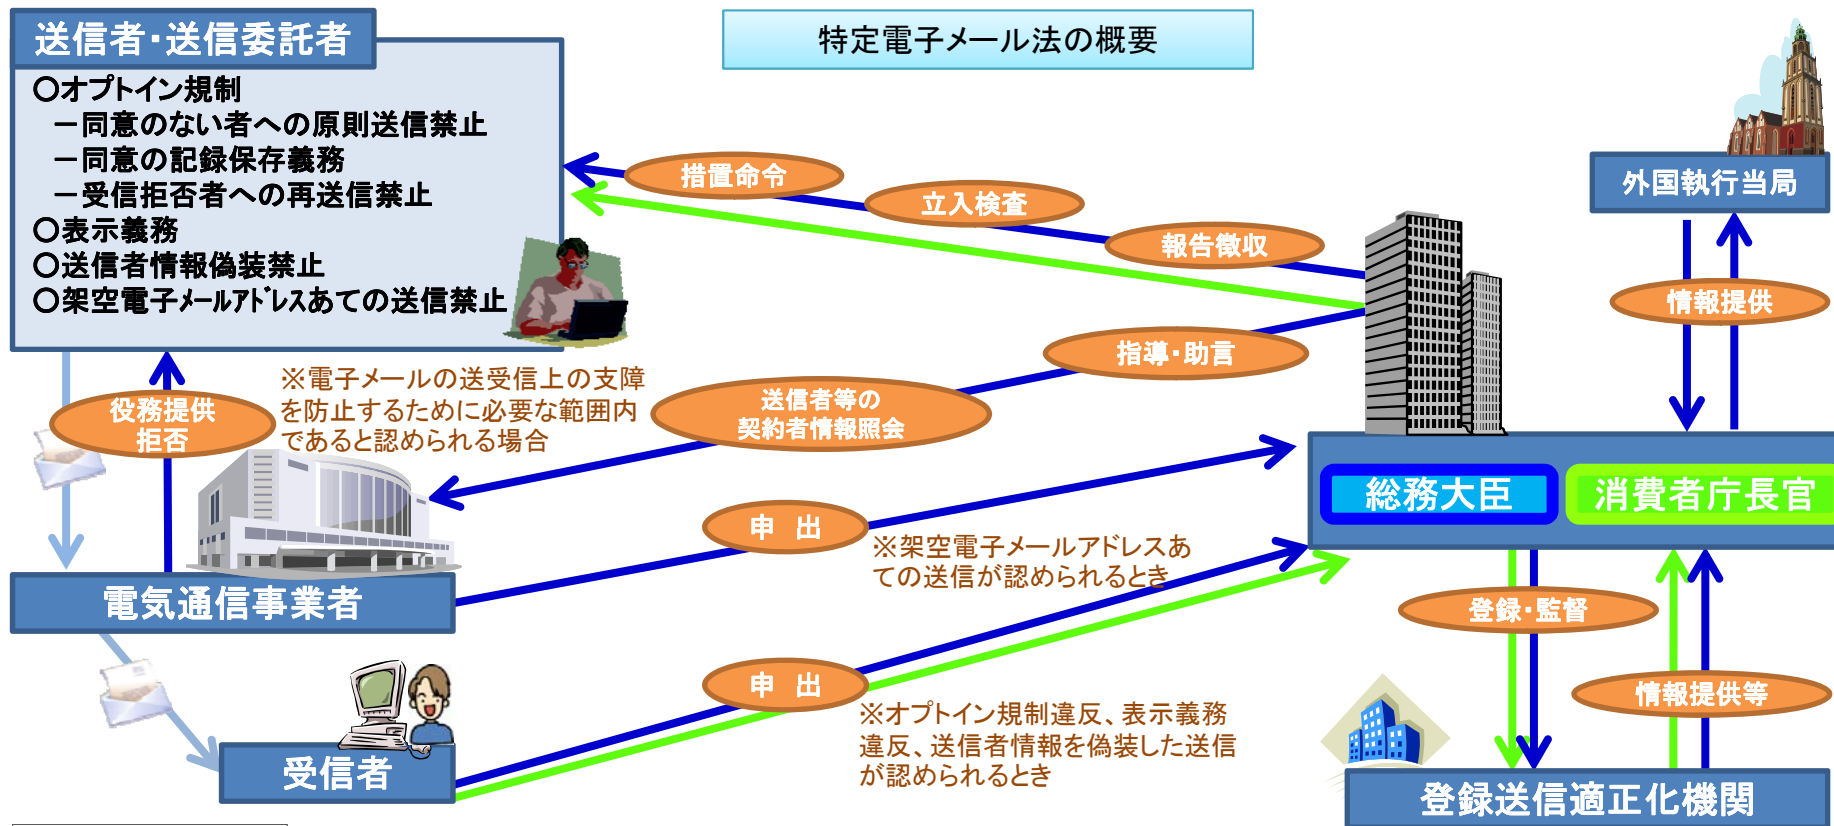 特定電子メール法の概要
送信者・送信委託者
○オプトイン規制
－同意のない者への原則送信禁止
－同意の記録保存義務
－受信拒否者への再送信禁止
○表示義務
○送信者情報偽装禁止
○架空電子メールアドレスあての送信禁止
措置命令
立入検査
報告徴収
外国執行当局
情報提供
指導・助言
送信者等の
契約者情報照会
役務提供
拒否
※電子メールの送受信上の支障
を防止するために必要な範囲内
であると認められる場合
総務大臣
消費者庁長官
申 出
※架空電子メールアドレスあ
ての送信が認められるとき
電気通信事業者
登録・監督
申 出
情報提供等
※オプトイン規制違反、表示義務
違反、送信者情報を偽装した送信
が認められるとき
受信者
登録送信適正化機関